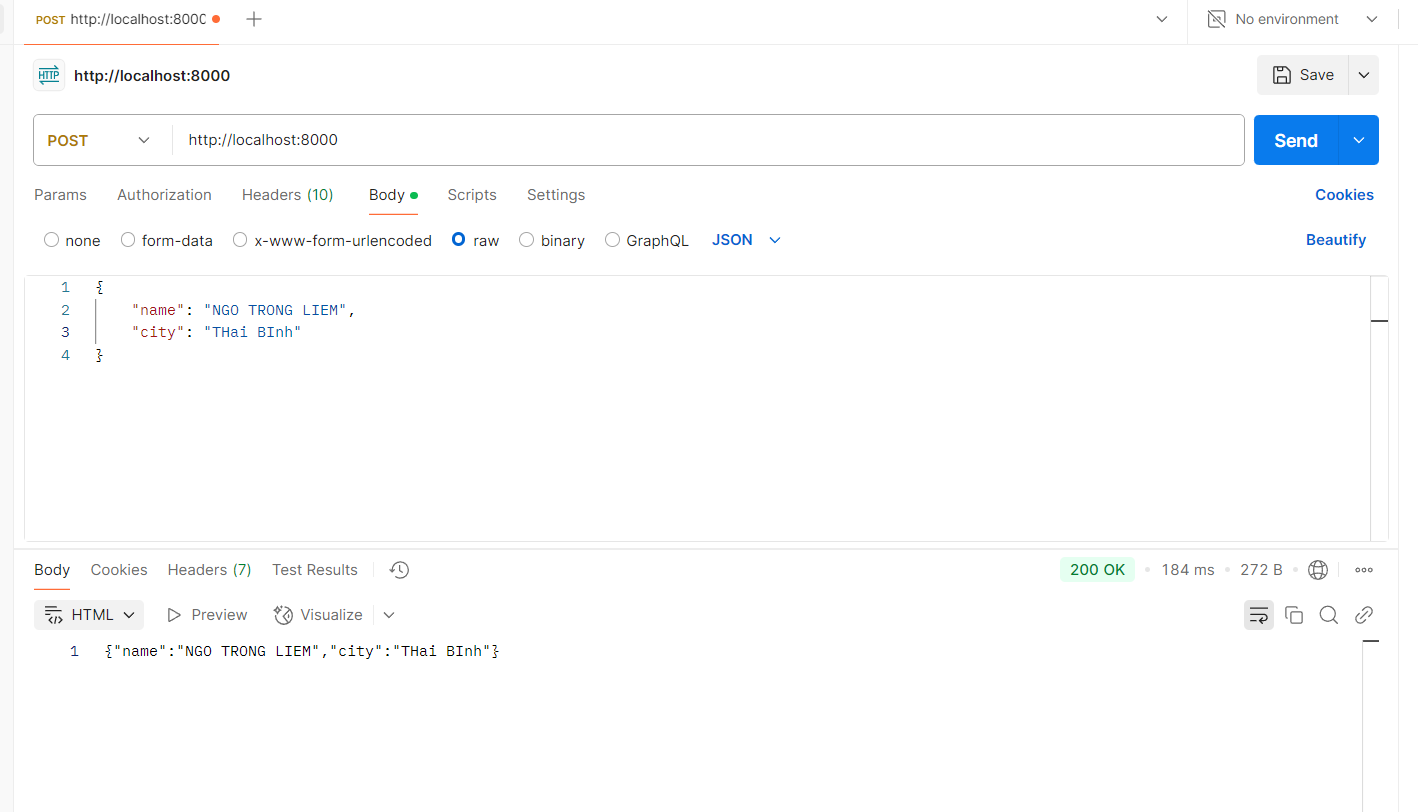 POST http://localhost:8000
No environment
HTTP http://localhost:8000
Save
POST http://localhost:8000
Send
Params Authorization Headers (10) Body Scripts Settings Cookies
none form-data x-www-form-urlencoded raw binary GraphQL JSON Beautify
1 {
2 "name": "NGO TRONG LIEM",
3 "city": "THai BInh"
4 }
Body Cookies Headers (7) Test Results 200 OK 184 ms 272 B
HTML Preview Visualize
1 {"name":"NGO TRONG LIEM","city":"THai BInh"}